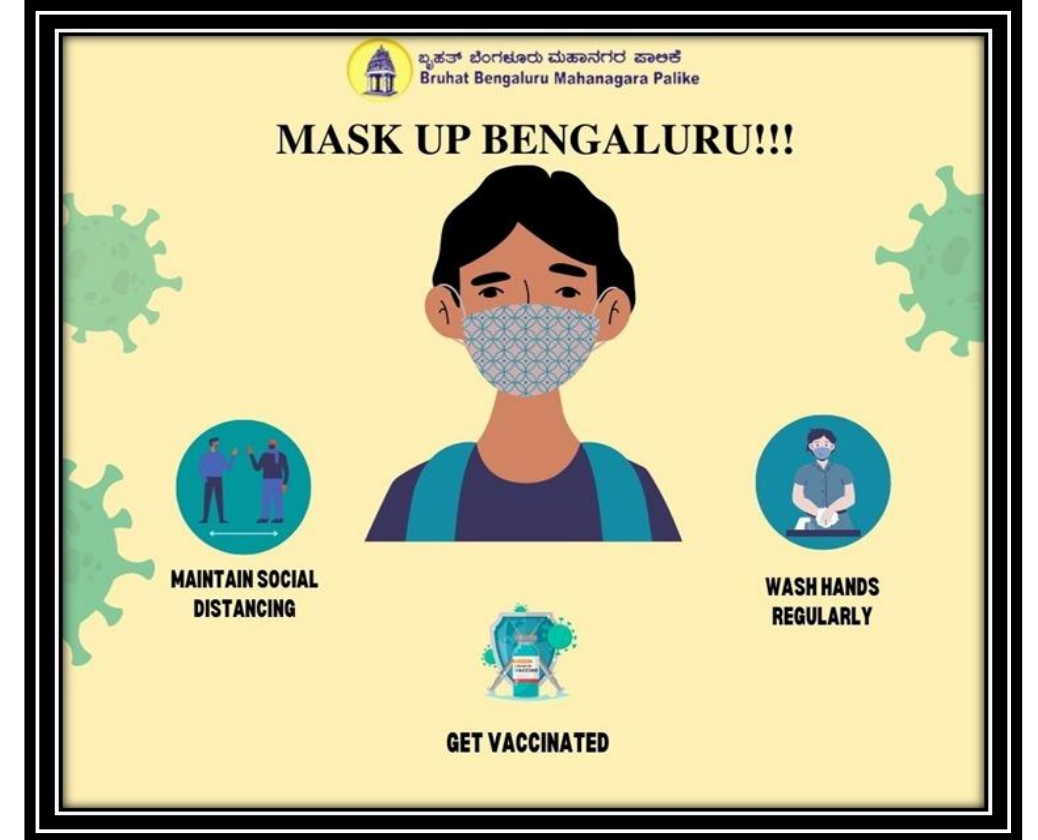 ಬೃಹತ್ ಬೆಂಗಳೂರು ಮಹಾನಗರ ಪಾಲಿಕೆ
Bruhat Bengaluru Mahanagara Palike
MASK UP BENGALURU!!!
MAINTAIN SOCIAL
DISTANCING
WASH HANDS
REGULARLY
VACCINE
GET VACCINATED